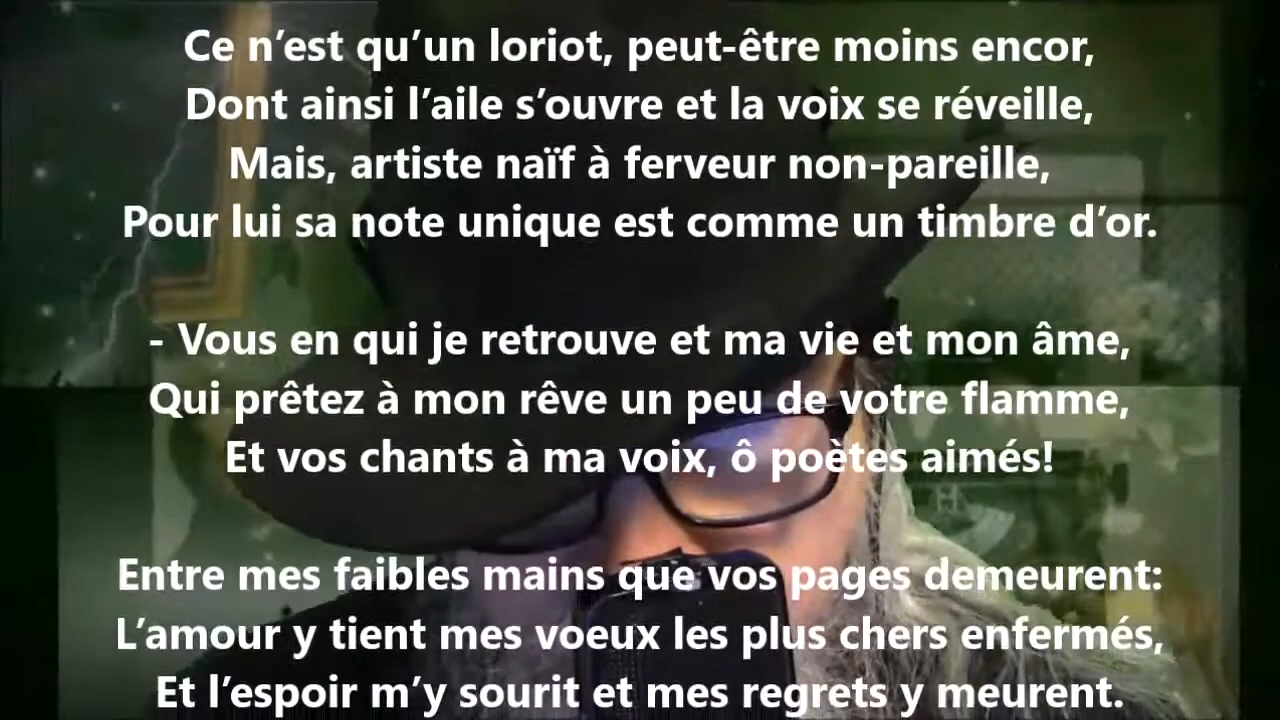 Ce n’est qu’un loriot, peut-être moins encor,
Dont ainsi l’aile s’ouvre et la voix se réveille,
Mais, artiste naïf à ferveur non-pareille,
Pour lui sa note unique est comme un timbre d’or.
- Vous en qui je retrouve et ma vie et mon âme,
Qui prêtez à mon rêve un peu de votre flamme,
Et vos chants à ma voix, ô poètes aimés!
Entre mes faibles mains que vos pages demeurent:
L’amour y tient mes voeux les plus chers enfermés,
Et l’espoir m’y sourit et mes regrets y meurent.